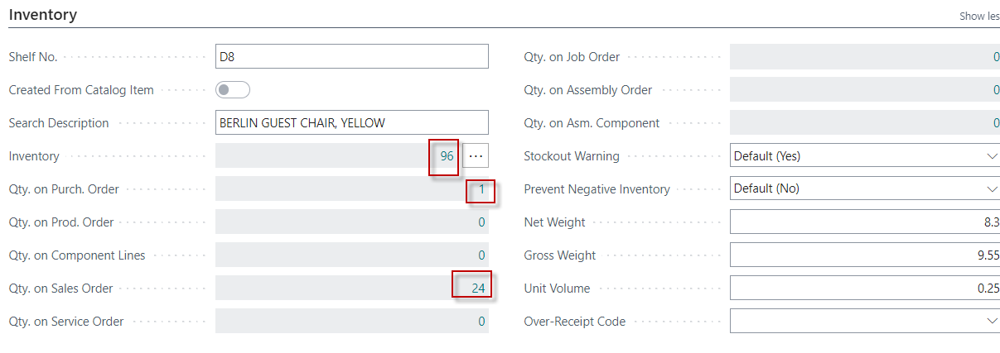 Inventory
Show les
Shelf No.
D8
Created From Catalog Item
Search Description
BERLIN GUEST CHAIR, YELLOW
Inventory
96
...
Qty. on Purch. Order
1
Qty. on Prod. Order
0
Qty. on Component Lines
0
Qty. on Sales Order
24
Qty. on Service Order
0
Qty. on Job Order
0
Qty. on Assembly Order
0
Qty. on Asm. Component
0
Stockout Warning
Default (Yes)
Prevent Negative Inventory
Default (No)
Net Weight
8.3
Gross Weight
9.55
Unit Volume
0.25
Over-Receipt Code